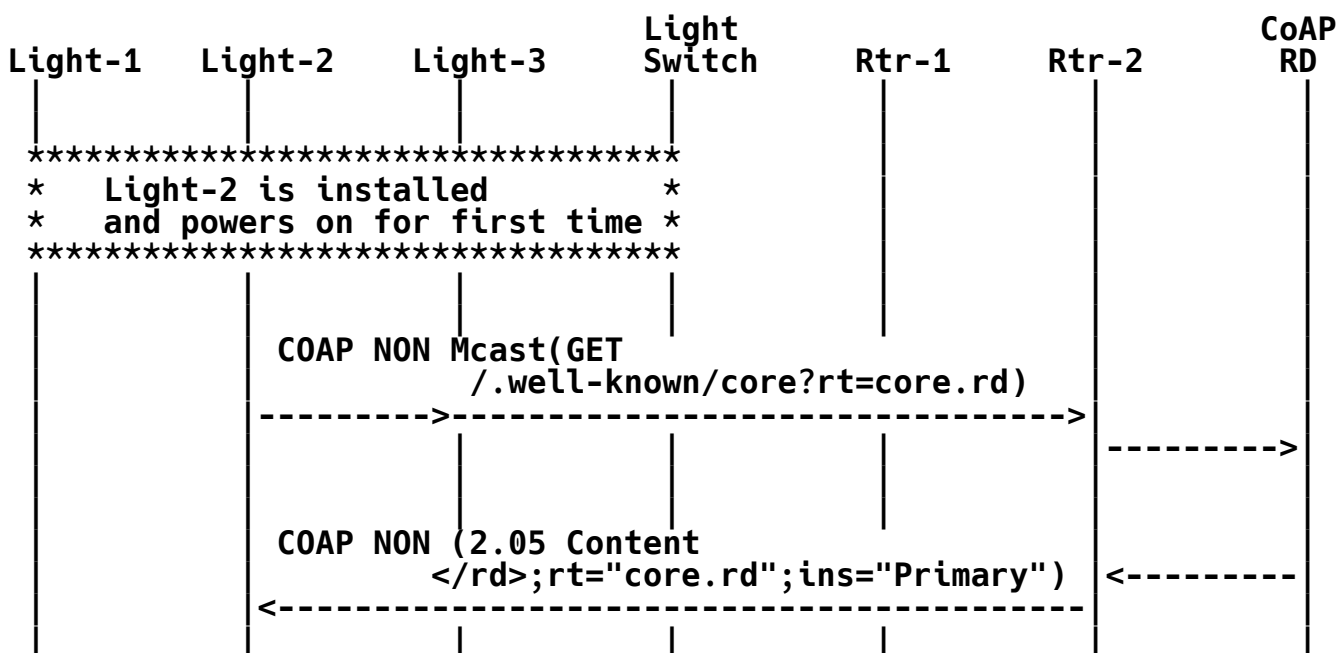 Light CoAP
Light-1 Light-2 Light-3 Switch Rtr-1 Rtr-2 RD
***********************************
* Light-2 is installed *
* and powers on for first time *
***********************************
COAP NON Mcast(GET
/.well-known/core?rt=core.rd)
--------->-------------------------------->
--------->
COAP NON (2.05 Content
</rd>;rt="core.rd";ins="Primary") <---------
<------------------------------------------